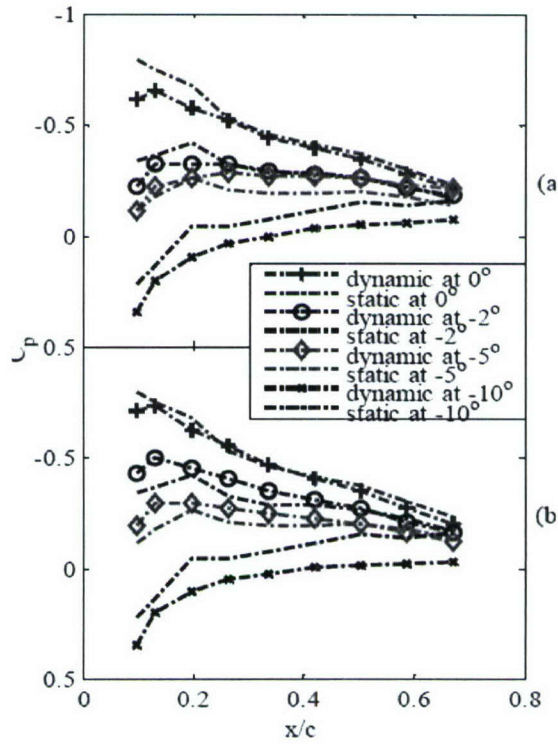 -1
-0.5
(a
0
dynamic at 0°
static at 0°
dynamic at -2°
static at -2°
dynamic at -5°
static at -5°
dynamic at -10°
static at -10°
Cp
0.5
-0.5
(b
0
0.5
0
0.2
0.4
0.6
0.8
x/c